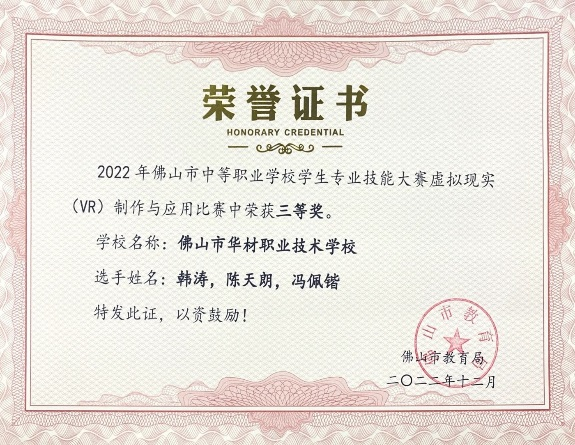 荣誉证书
HONORARY CREDENTIAL
2022年佛山市中等职业学校学生专业技能大赛虚拟现实
（VR）制作与应用比赛中荣获三等奖。
学校名称：佛山市华材职业技术学校
选手姓名：韩涛，陈天朗，冯佩锴
特发此证，以资鼓励！
佛山市教育局
佛山市教育局
二〇二二年十二月